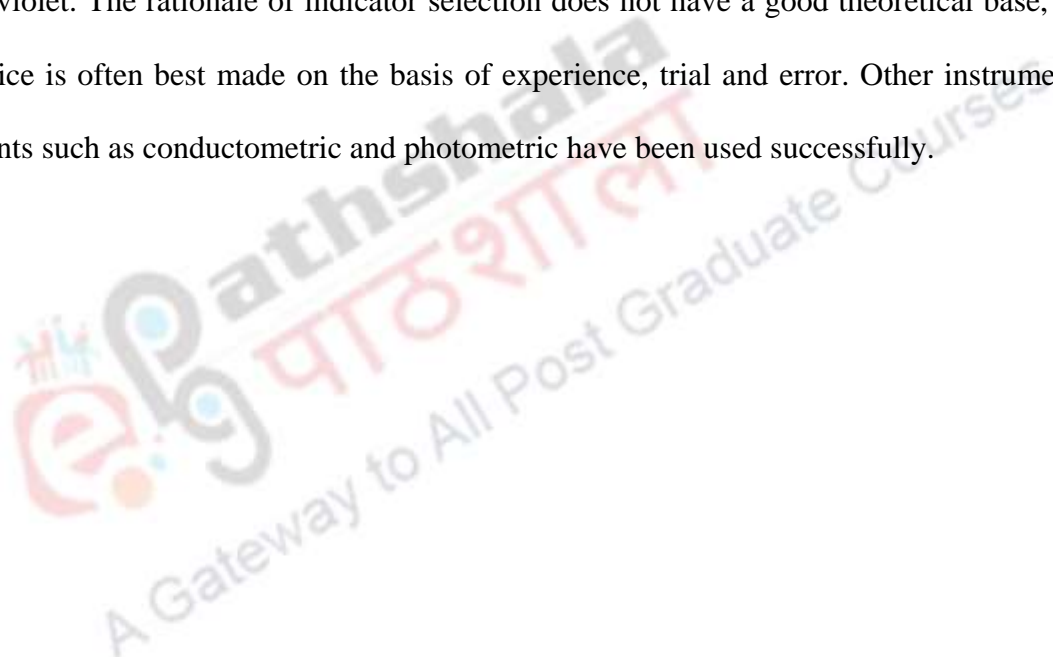 violet. The rationale of indicator selection does not have a good theoretical base,
ice is often best made on the basis of experience, trial and error. Other instrume
nts such as conductometric and photometric have been used successfully.
athshala
पाठशाला
A Gateway to All Post Graduate Courses